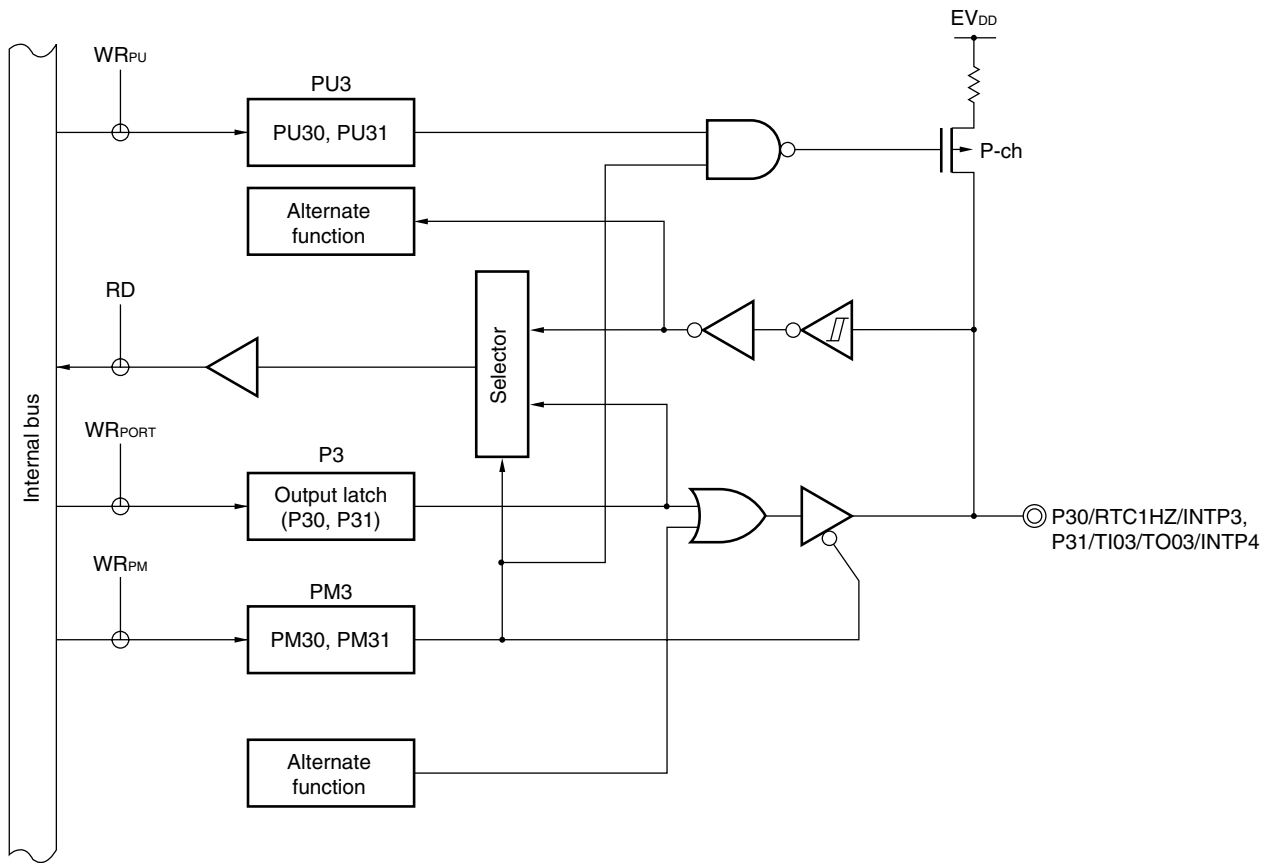 EVDD
WRPU
PU3
PU30, PU31
P-ch
Alternate
function
RD
Selector
Internal bus
WRPORT
P3
Output latch
(P30, P31)
P30/RTC1HZ/INTP3,
P31/TI03/TO03/INTP4
WRPM
PM3
PM30, PM31
Alternate
function